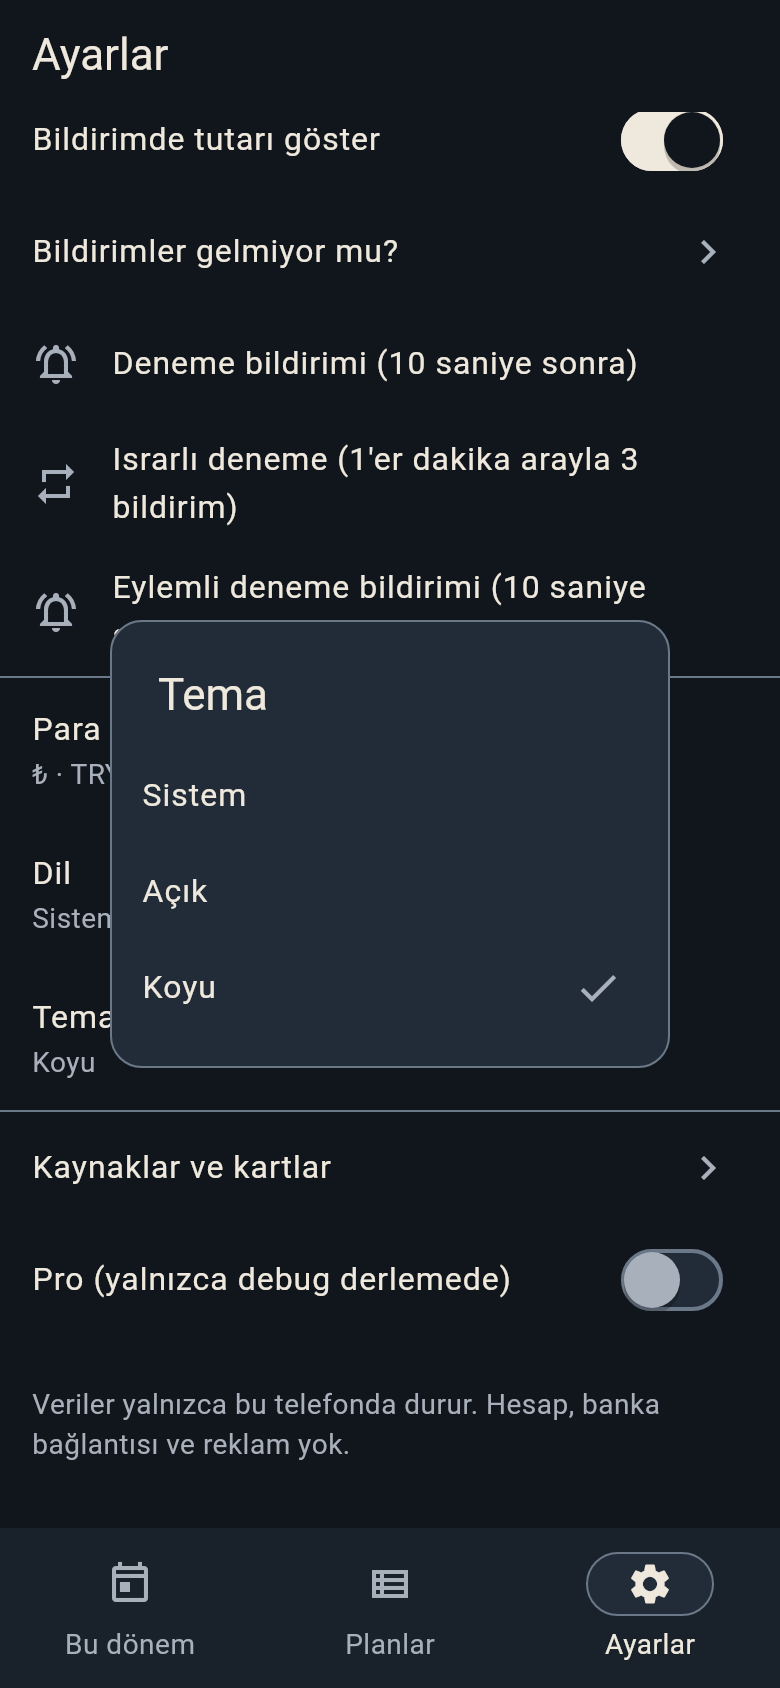 Ayarlar
Bildirimde tutarı göster
Bildirimler gelmiyor mu?
Deneme bildirimi (10 saniye sonra)
Israrlı deneme (1'er dakika arayla 3
bildirim)
Eylemli deneme bildirimi (10 saniye
Tema
Para
₺ · TRY
Sistem
Dil
Sistem
Açık
Tema
Koyu
Koyu
Kaynaklar ve kartlar
Pro (yalnızca debug derlemede)
Veriler yalnızca bu telefonda durur. Hesap, banka
bağlantısı ve reklam yok.
Bu dönem
Planlar
Ayarlar